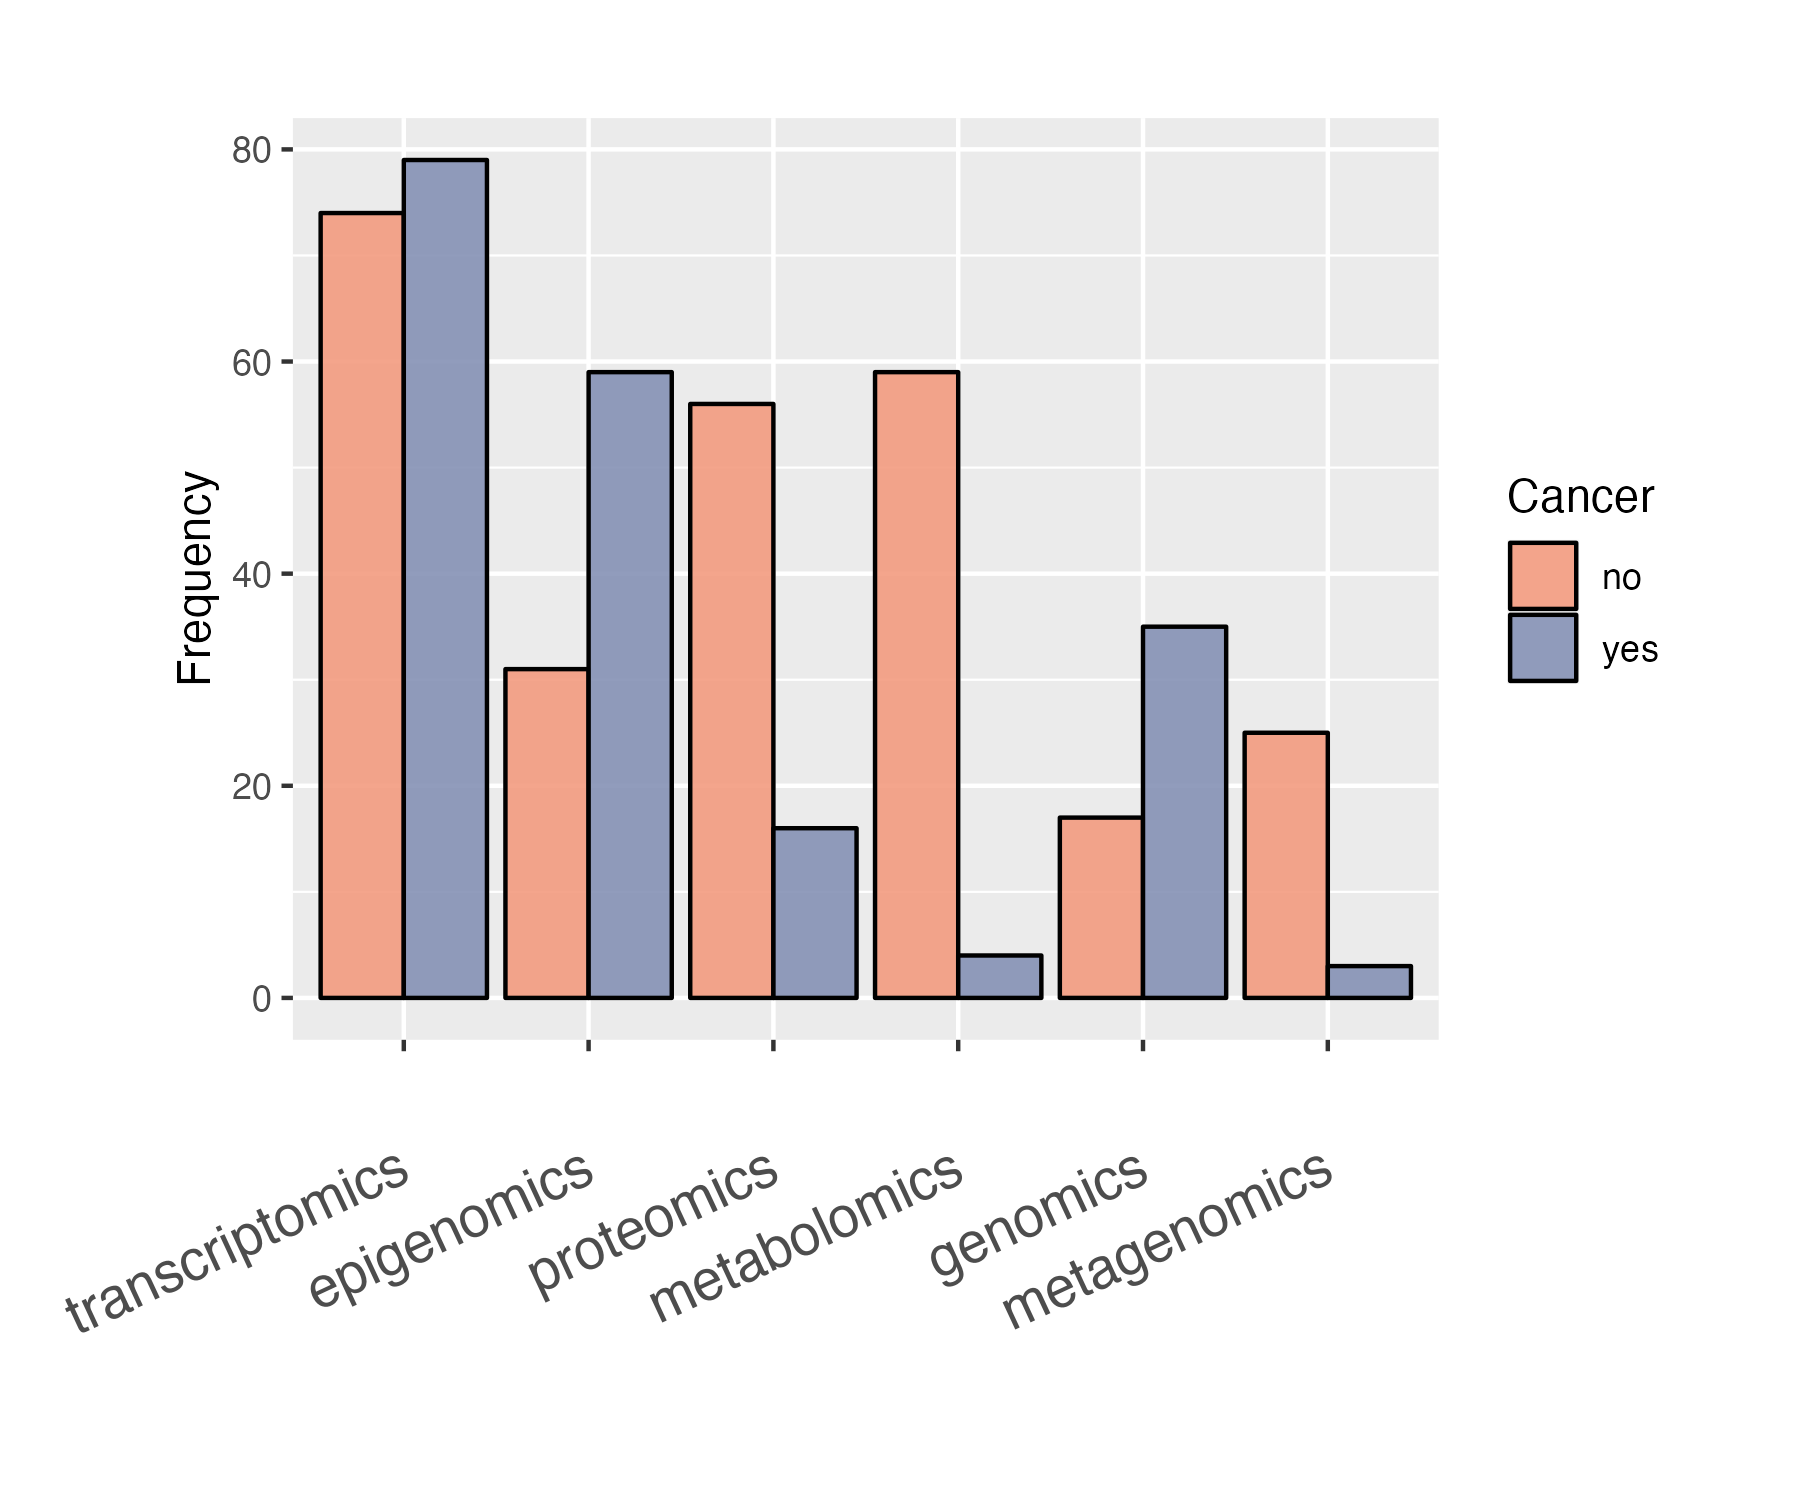 Frequency
80
60
40
20
0
transcriptomics
epigenomics
proteomics
metabolomics
genomics
metagenomics
Cancer
no
yes